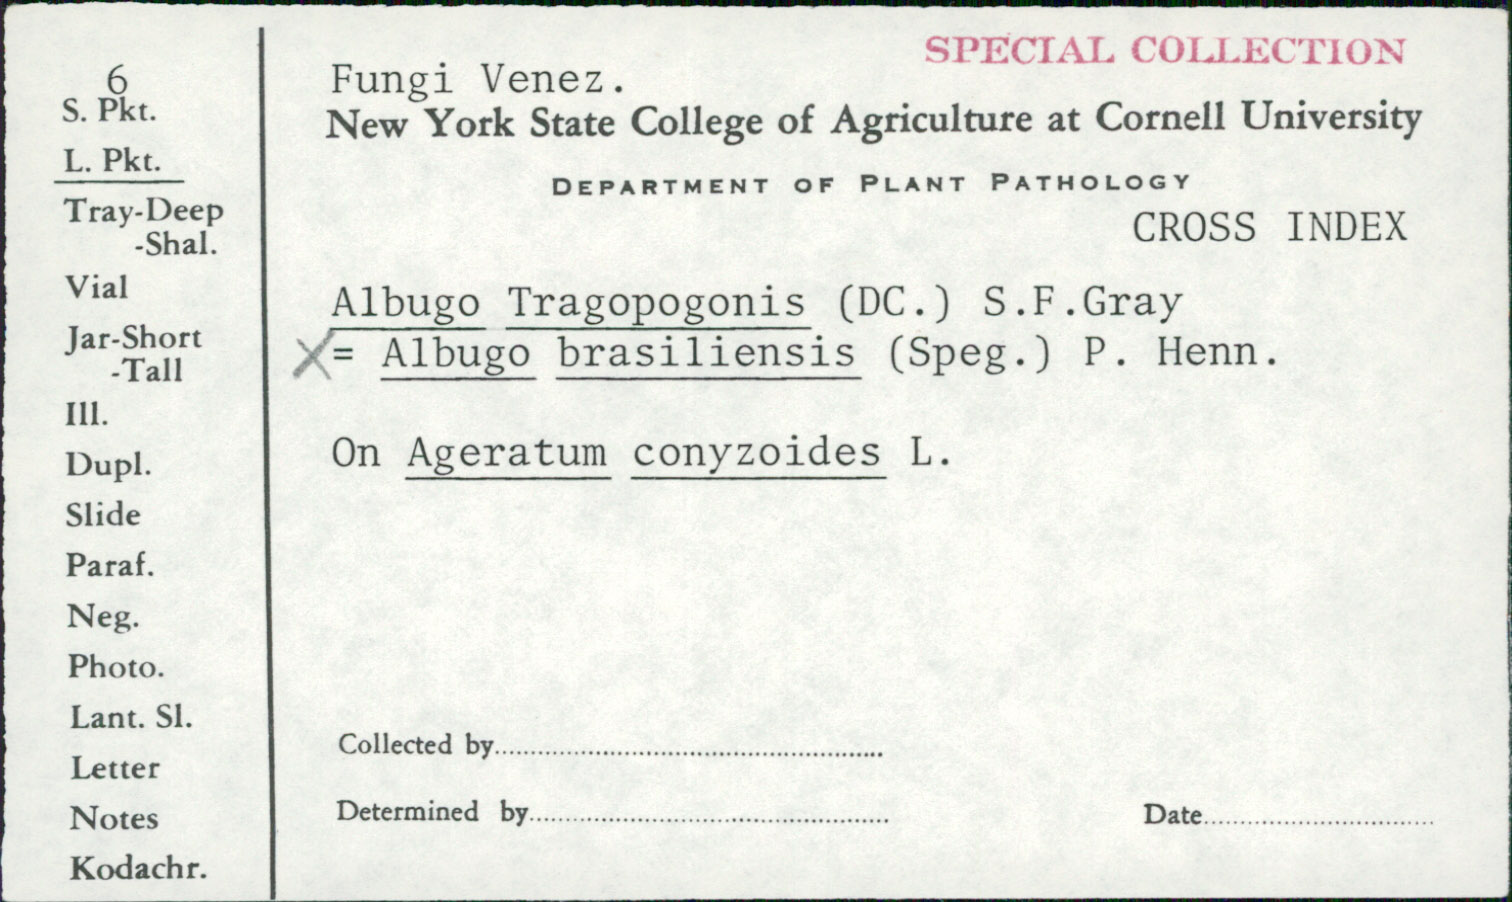 SPECIAL COLLECTION
6
S. Pkt.
L. Pkt.
Tray-Deep
-Shal.
Vial
Jar-Short
-Tall
Ill.
Dupl.
Slide
Paraf.
Neg.
Photo.
Lant. Sl.
Letter
Notes
Kodachr.
Fungi Venez.
New York State College of Agriculture at Cornell University
DEPARTMENT OF PLANT PATHOLOGY
CROSS INDEX
Albugo Tragopogonis (DC.) S.F.Gray
X = Albugo brasiliensis (Speg.) P. Henn.
On Ageratum conyzoides L.
Collected by
Determined by
Date